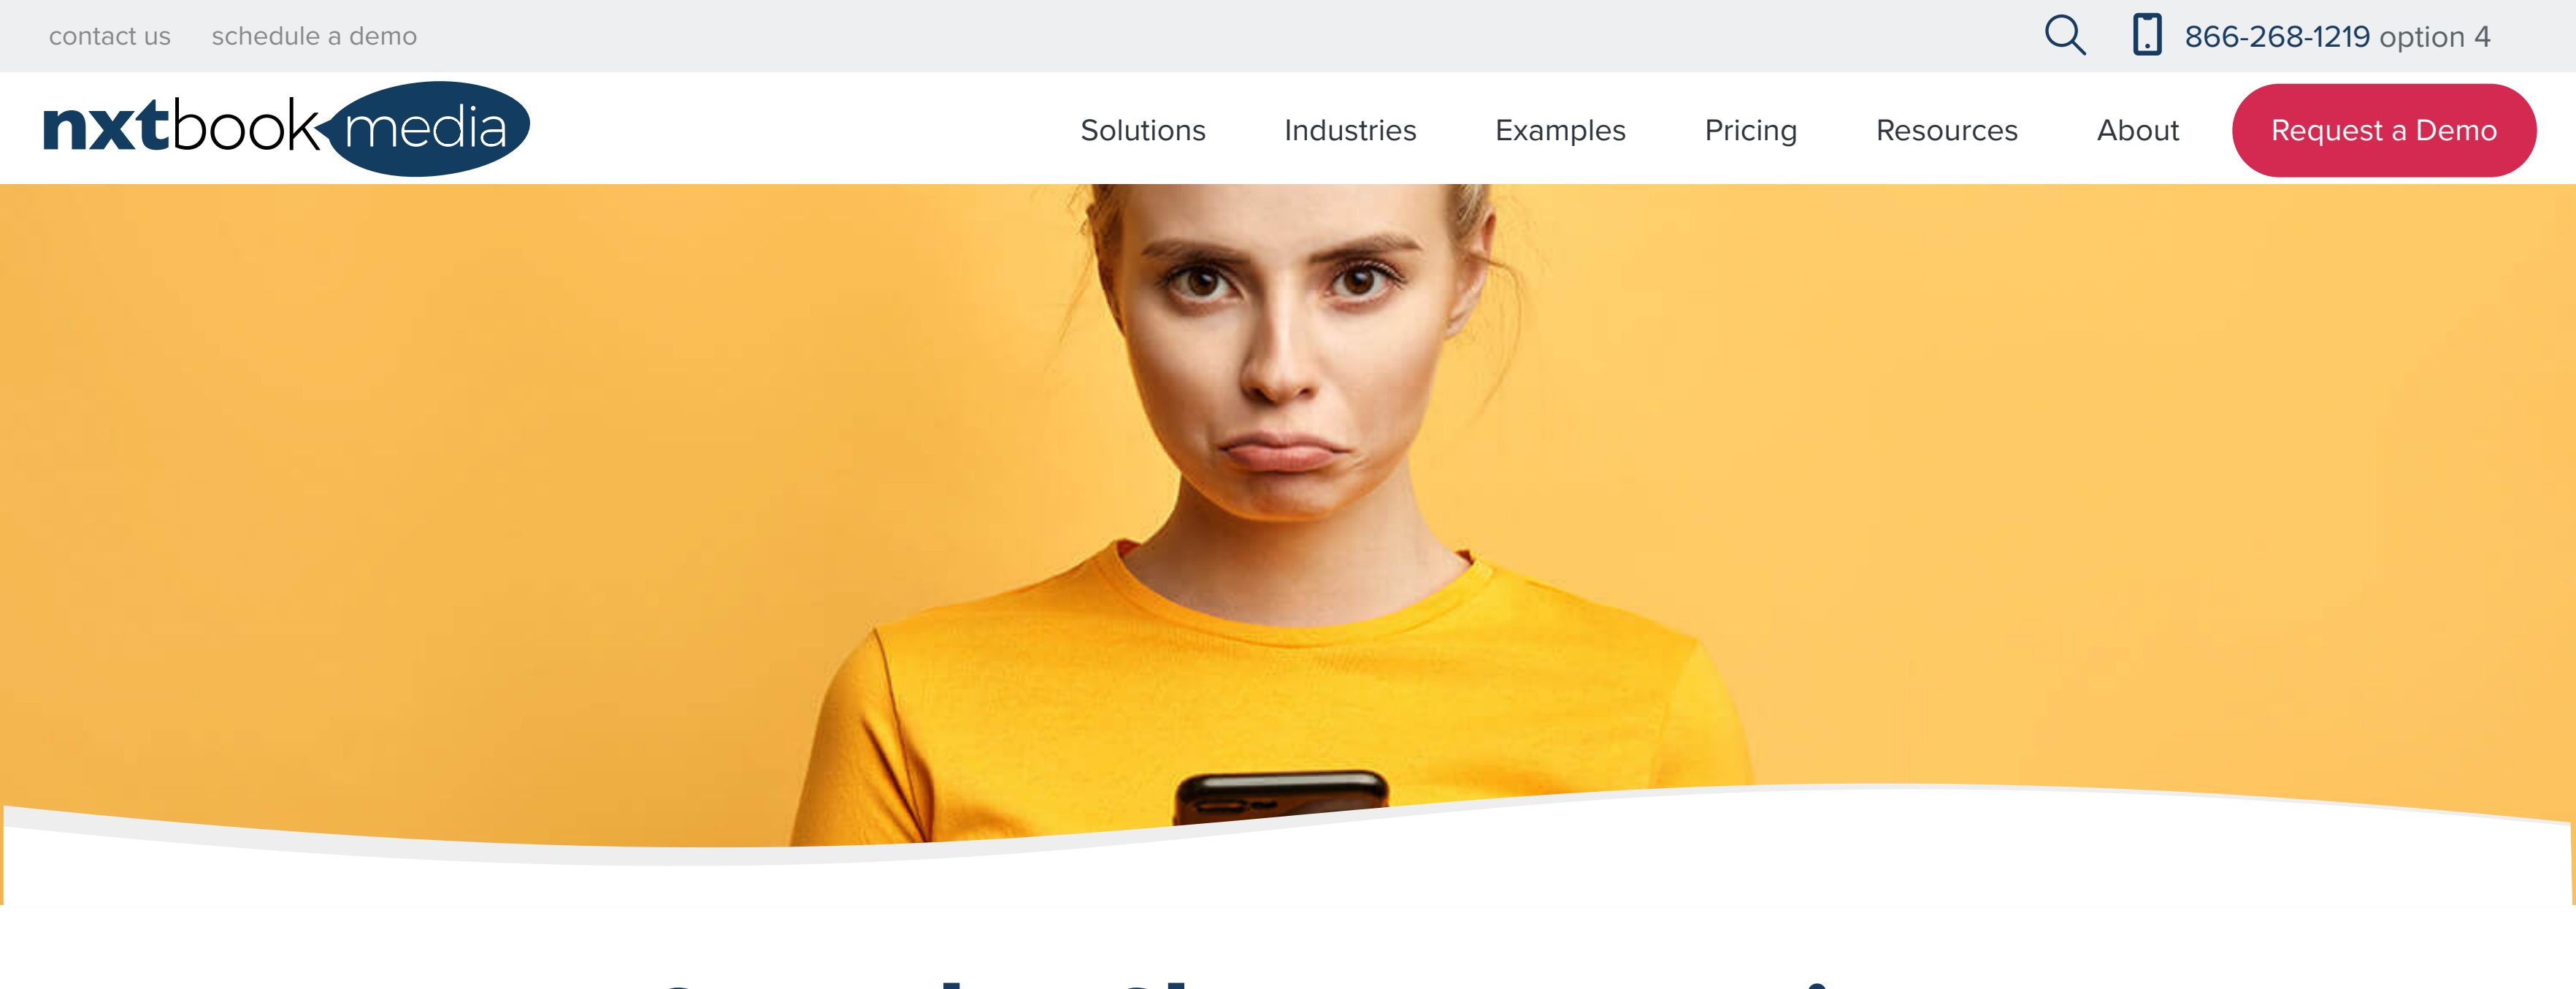 contact us schedule a demo 866-268-1219 option 4
nxtbook media Solutions Industries Examples Pricing Resources About Request a Demo